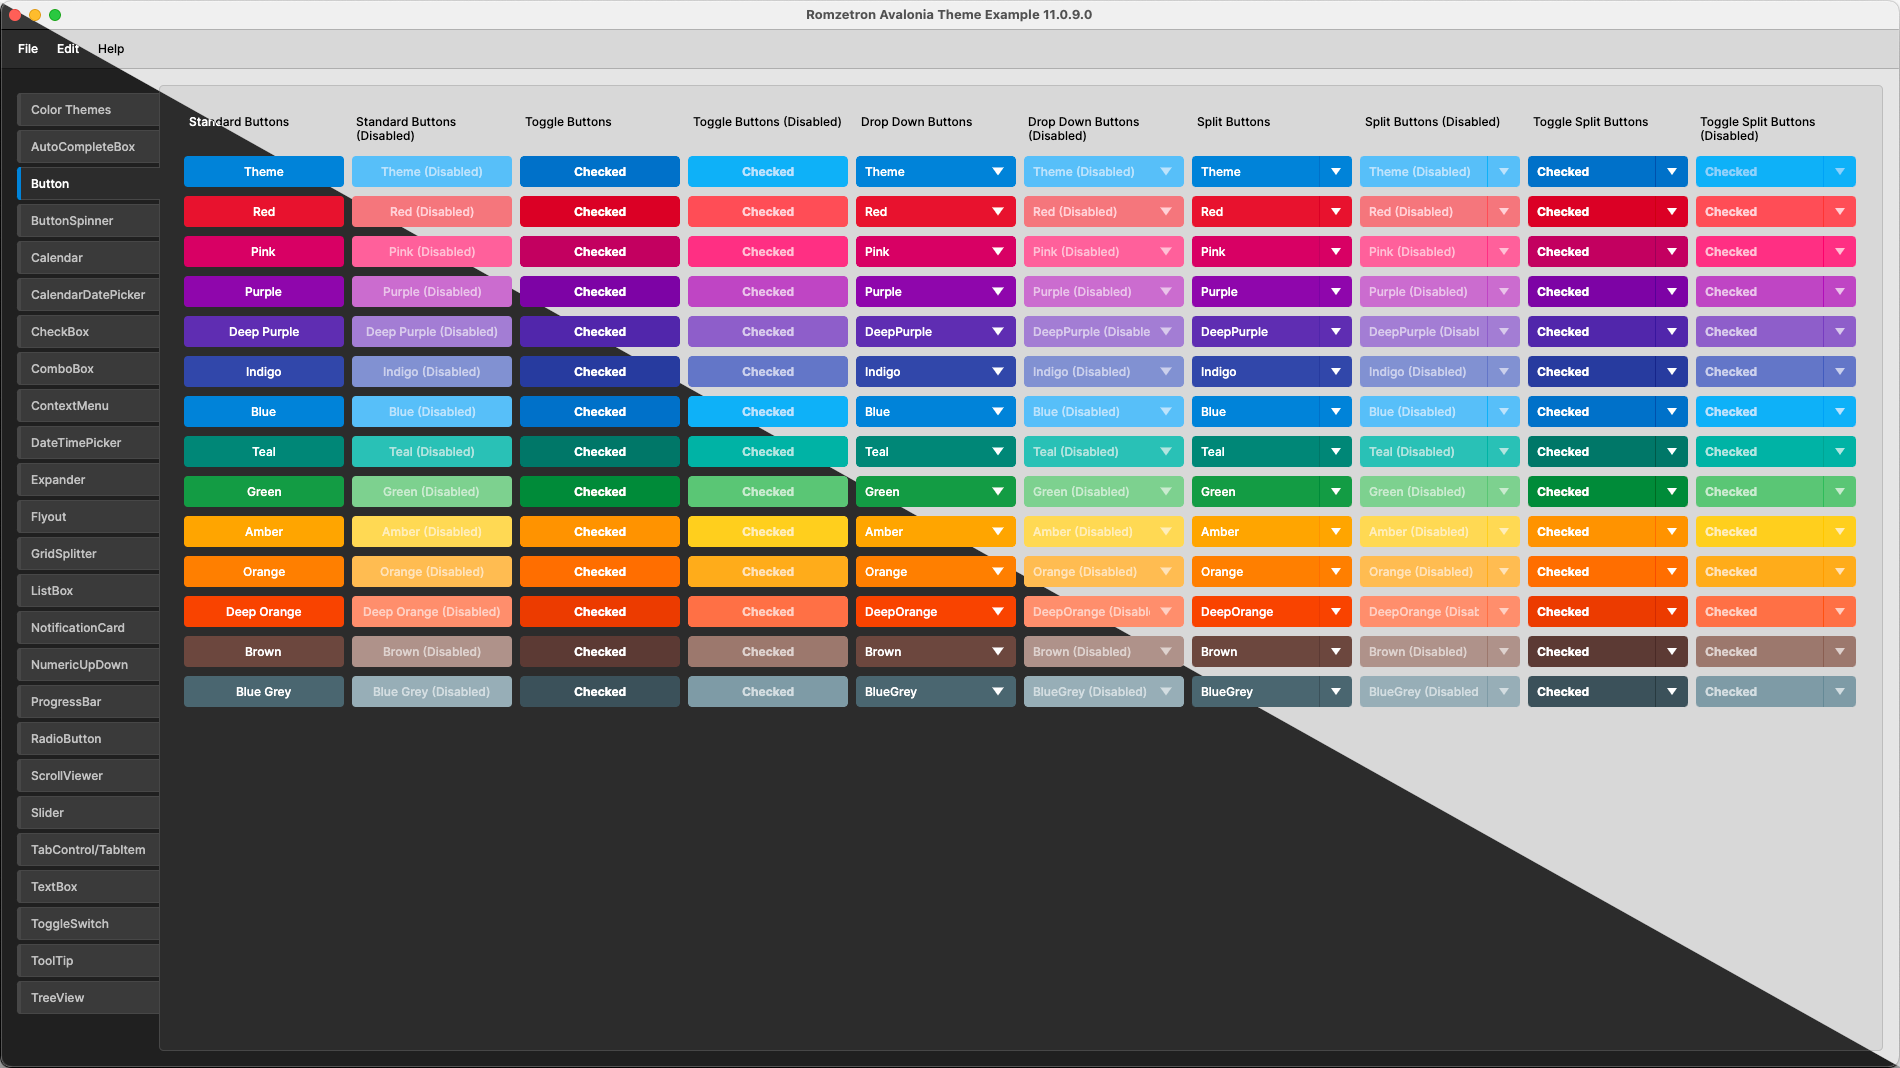 Romzetron Avalonia Theme Example 11.0.9.0
File Edit Help
Color Themes
AutoCompleteBox
Button
ButtonSpinner
Calendar
CalendarDatePicker
CheckBox
ComboBox
ContextMenu
DateTimePicker
Expander
Flyout
GridSplitter
ListBox
NotificationCard
NumericUpDown
ProgressBar
RadioButton
ScrollViewer
Slider
TabControl/TabItem
TextBox
ToggleSwitch
ToolTip
TreeView
Standard Buttons Standard Buttons Toggle Buttons Toggle Buttons (Disabled) Drop Down Buttons Drop Down Buttons Split Buttons Split Buttons (Disabled) Toggle Split Buttons Toggle Split Buttons
(Disabled) (Disabled) (Disabled)
Theme Theme (Disabled) Checked Checked Theme Theme (Disabled) Theme Theme (Disabled) Checked Checked
Red Red (Disabled) Checked Checked Red Red (Disabled) Red Red (Disabled) Checked Checked
Pink Pink (Disabled) Checked Checked Pink Pink (Disabled) Pink Pink (Disabled) Checked Checked
Purple Purple (Disabled) Checked Checked Purple Purple (Disabled) Purple Purple (Disabled) Checked Checked
Deep Purple Deep Purple (Disabled) Checked Checked DeepPurple DeepPurple (Disable DeepPurple DeepPurple (Disabl Checked Checked
Indigo Indigo (Disabled) Checked Checked Indigo Indigo (Disabled) Indigo Indigo (Disabled) Checked Checked
Blue Blue (Disabled) Checked Checked Blue Blue (Disabled) Blue Blue (Disabled) Checked Checked
Teal Teal (Disabled) Checked Checked Teal Teal (Disabled) Teal Teal (Disabled) Checked Checked
Green Green (Disabled) Checked Checked Green Green (Disabled) Green Green (Disabled) Checked Checked
Amber Amber (Disabled) Checked Checked Amber Amber (Disabled) Amber Amber (Disabled) Checked Checked
Orange Orange (Disabled) Checked Checked Orange Orange (Disabled) Orange Orange (Disabled) Checked Checked
Deep Orange Deep Orange (Disabled) Checked Checked DeepOrange DeepOrange (Disabl DeepOrange DeepOrange (Disab Checked Checked
Brown Brown (Disabled) Checked Checked Brown Brown (Disabled) Brown Brown (Disabled) Checked Checked
Blue Grey Blue Grey (Disabled) Checked Checked BlueGrey BlueGrey (Disabled) BlueGrey BlueGrey (Disabled Checked Checked